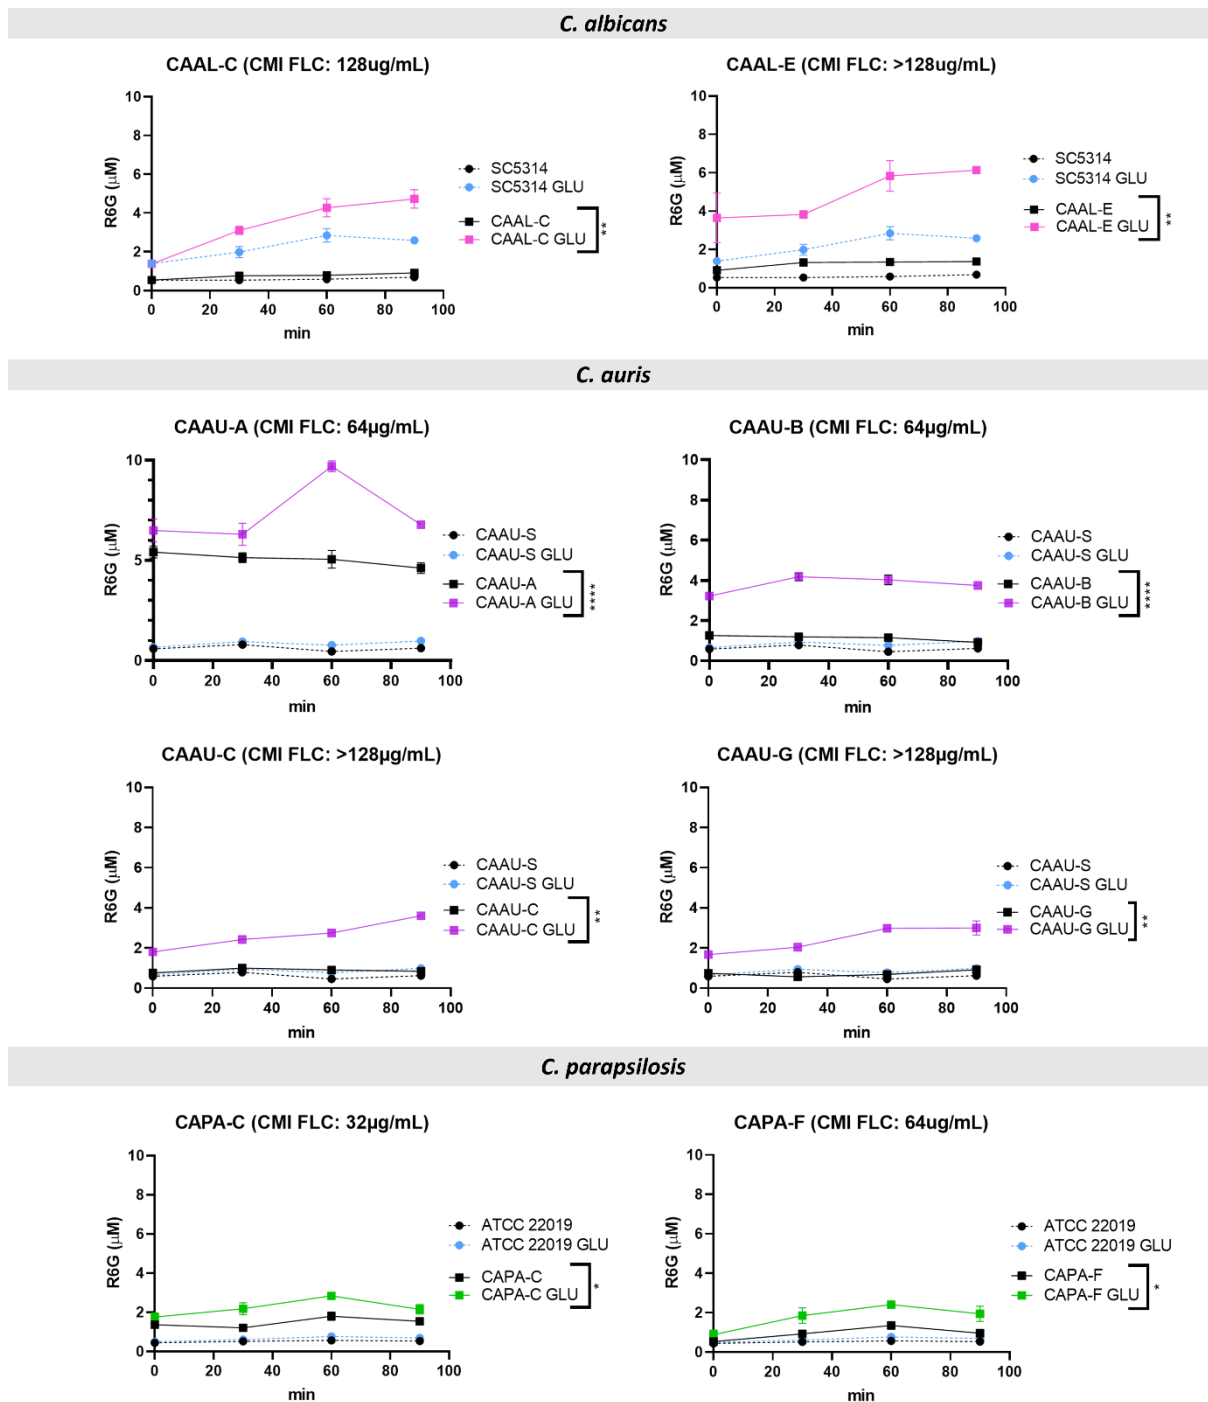 C. albicans
CAAL-C (CMI FLC: 128ug/mL)
10
8
6
4
2
0
R6G (μM)
0 20 40 60 80 100
min
SC5314
SC5314 GLU
CAAL-C
CAAL-C GLU
**
CAAL-E (CMI FLC: >128ug/mL)
10
8
6
4
2
0
R6G (μM)
0 20 40 60 80 100
min
SC5314
SC5314 GLU
CAAL-E
CAAL-E GLU
**
C. auris
CAAU-A (CMI FLC: 64µg/mL)
10
5
0
R6G (μM)
0 20 40 60 80 100
min
CAAU-S
CAAU-S GLU
CAAU-A
CAAU-A GLU
****
CAAU-B (CMI FLC: 64µg/mL)
10
8
6
4
2
0
R6G (μM)
0 20 40 60 80 100
min
CAAU-S
CAAU-S GLU
CAAU-B
CAAU-B GLU
****
CAAU-C (CMI FLC: >128µg/mL)
10
8
6
4
2
0
R6G (μM)
0 20 40 60 80 100
min
CAAU-S
CAAU-S GLU
CAAU-C
CAAU-C GLU
**
CAAU-G (CMI FLC: >128µg/mL)
10
8
6
4
2
0
R6G (μM)
0 20 40 60 80 100
min
CAAU-S
CAAU-S GLU
CAAU-G
CAAU-G GLU
**
C. parapsilosis
CAPA-C (CMI FLC: 32µg/mL)
10
8
6
4
2
0
R6G (μM)
0 20 40 60 80 100
min
ATCC 22019
ATCC 22019 GLU
CAPA-C
CAPA-C GLU
*
CAPA-F (CMI FLC: 64ug/mL)
10
8
6
4
2
0
R6G (μM)
0 20 40 60 80 100
min
ATCC 22019
ATCC 22019 GLU
CAPA-F
CAPA-F GLU
*